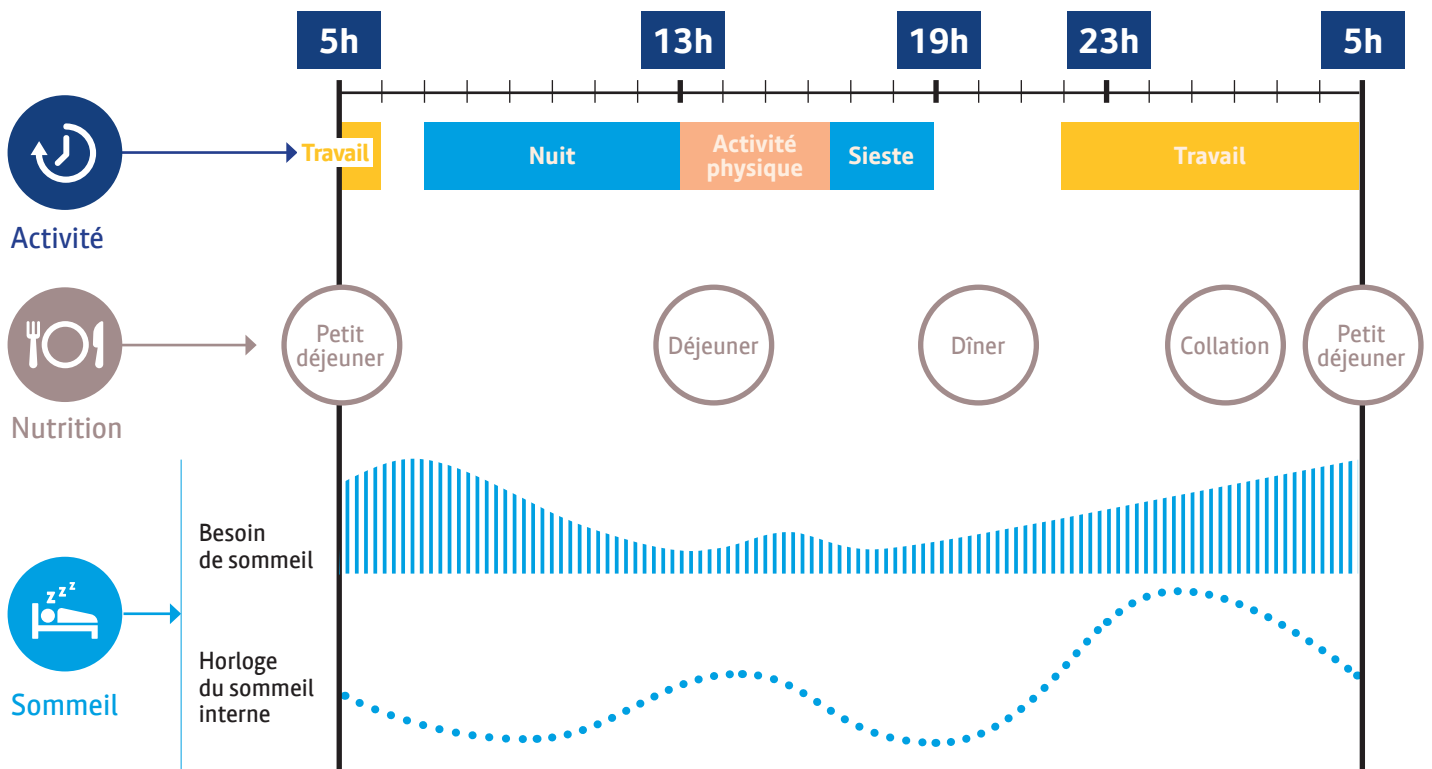 5h
13h
19h
23h
5h
Travail
Nuit
Activité
physique
Sieste
Travail
Activité
Petit
déjeuner
Déjeuner
Dîner
Collation
Petit
déjeuner
Nutrition
Besoin
de sommeil
zzz
Horloge
du sommeil
interne
Sommeil